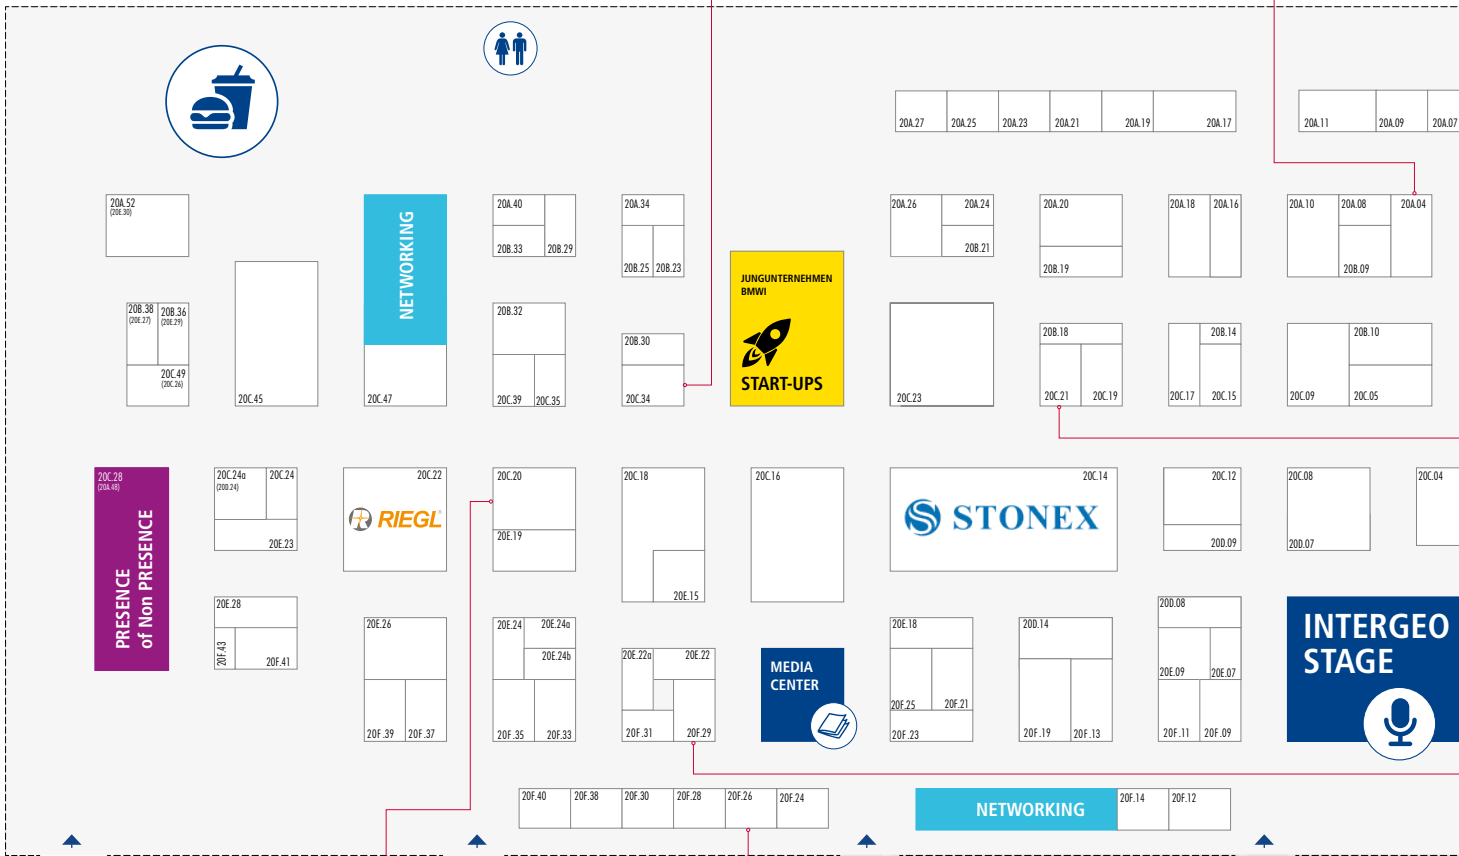 20A.27
20A.25
20A.23
20A.21
20A.19
20A.17
20A.11
20A.09
20A.07
20A.52
(20E.30)
NETWORKING
20A.40
20B.33
20B.29
20A.34
20B.25
20B.23
20A.26
20A.24
20B.21
20A.20
20B.19
20A.18
20A.16
20A.10
20A.08
20A.04
20B.09
JUNGUNTERNEHMEN
BMWI
START-UPS
20B.38
(20E.27)
20B.36
(20E.29)
20C.49
(20C.26)
20C.45
20C.47
20B.32
20C.39
20C.35
20B.30
20C.34
20C.23
20B.18
20C.21
20C.19
20B.14
20C.17
20C.15
20B.10
20C.09
20C.05
20C.28
(20A.48)
PRESENCE
of Non PRESENCE
20C.24a
(20D.24)
20C.24
20E.23
20C.22
RIEGL
20C.20
20E.19
20C.18
20E.15
20C.16
20C.14
STONEX
20C.12
20D.09
20C.08
20D.07
20C.04
20E.28
20F.43
20F.41
20E.26
20F.39
20F.37
20E.24
20E.24a
20E.24b
20F.35
20F.33
20E.22a
20E.22
20F.31
20F.29
MEDIA
CENTER
20E.18
20F.25
20F.21
20F.23
20D.14
20F.19
20F.13
20D.08
20E.09
20E.07
20F.11
20F.09
INTERGEO
STAGE
20F.40
20F.38
20F.30
20F.28
20F.26
20F.24
NETWORKING
20F.14
20F.12